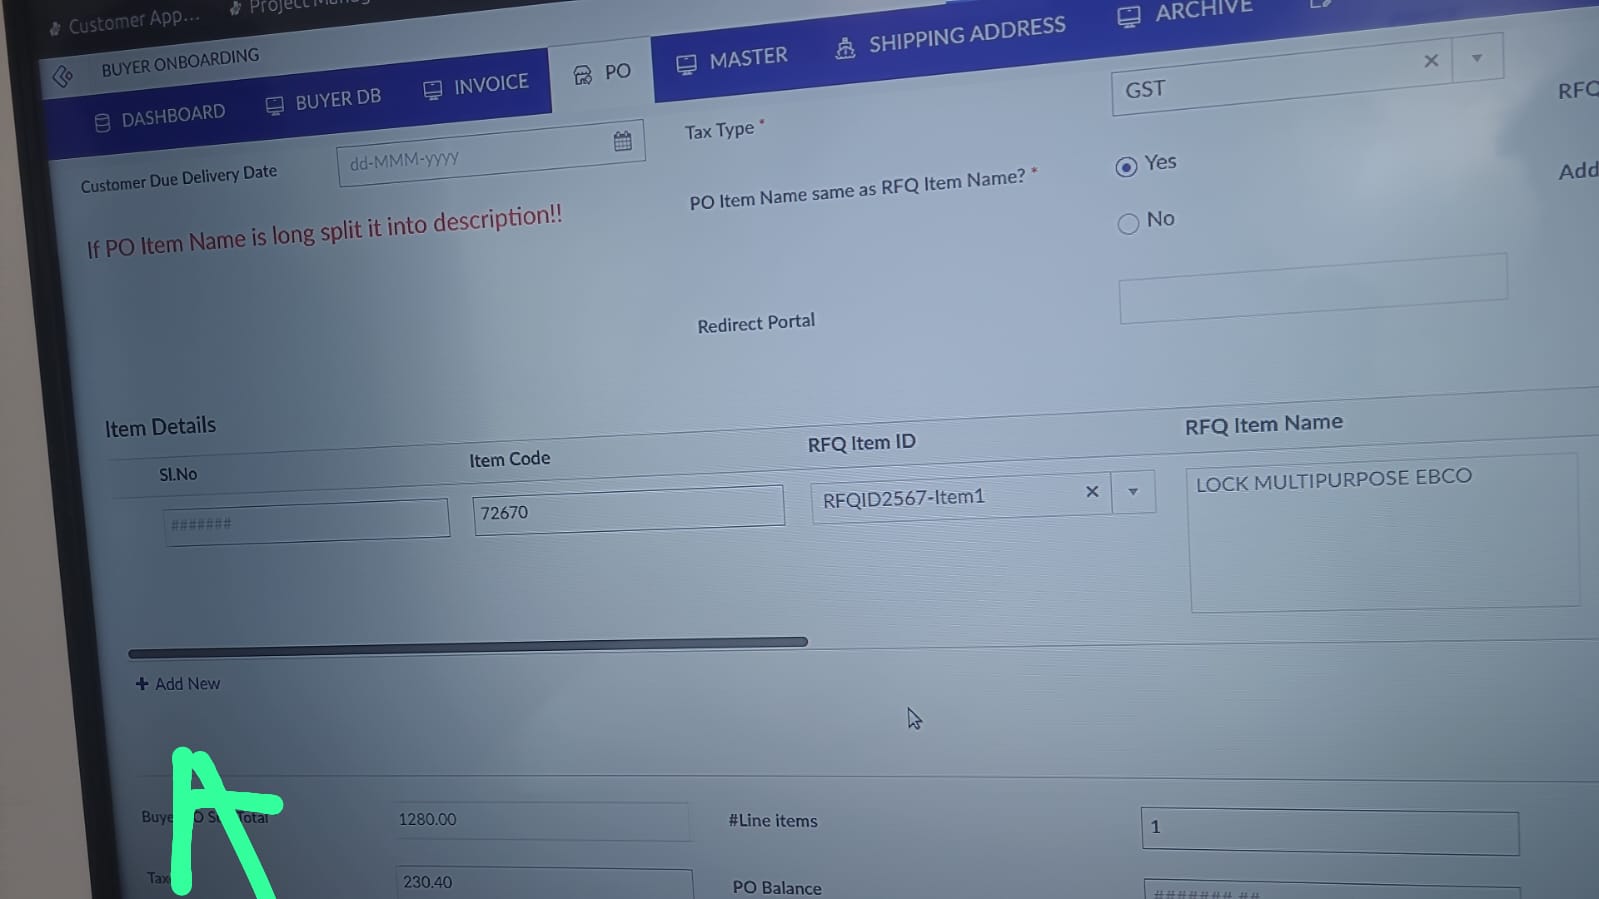 Customer App...
BUYER ONBOARDING
DASHBOARD BUYER DB INVOICE PO MASTER SHIPPING ADDRESS ARCHIVE
Customer Due Delivery Date dd-MMM-yyyy Tax Type * GST
If PO Item Name is long split it into description!!
PO Item Name same as RFQ Item Name? * Yes
No
Redirect Portal
Item Details
Sl.No Item Code RFQ Item ID RFQ Item Name
####### 72670 RFQID2567-Item1 LOCK MULTIPURPOSE EBCO
+ Add New
1280.00 #Line items 1
230.40 PO Balance #######.##